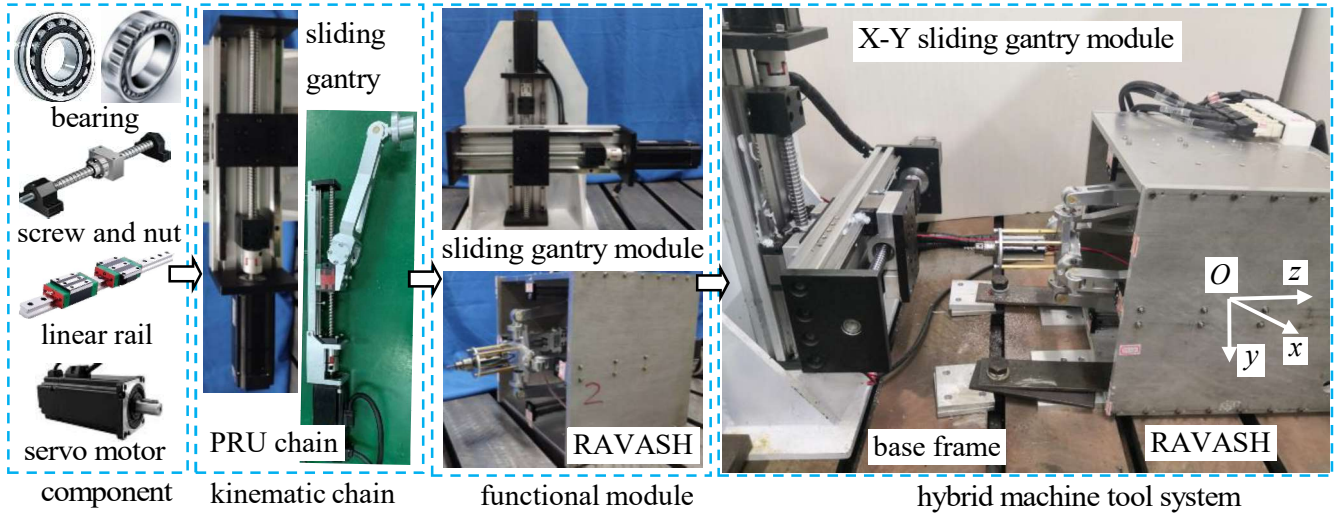 bearing
screw and nut
linear rail
servo motor
component
sliding
gantry
PRU chain
kinematic chain
sliding gantry module
2
RAVASH
functional module
X-Y sliding gantry module
O
z
x
y
base frame
RAVASH
hybrid machine tool system